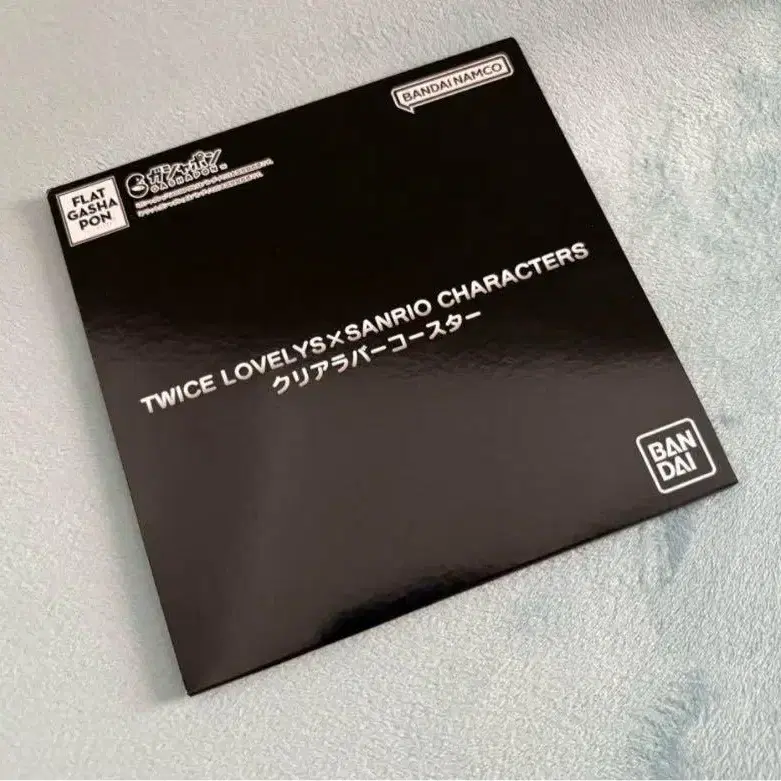 BANDAI NAMCO
FLAT
GASHA
PON
ガシャポン
GASHAPON
TWICE LOVELYS×SANRIO CHARACTERS
クリアラバーコースター
BAN
DAI